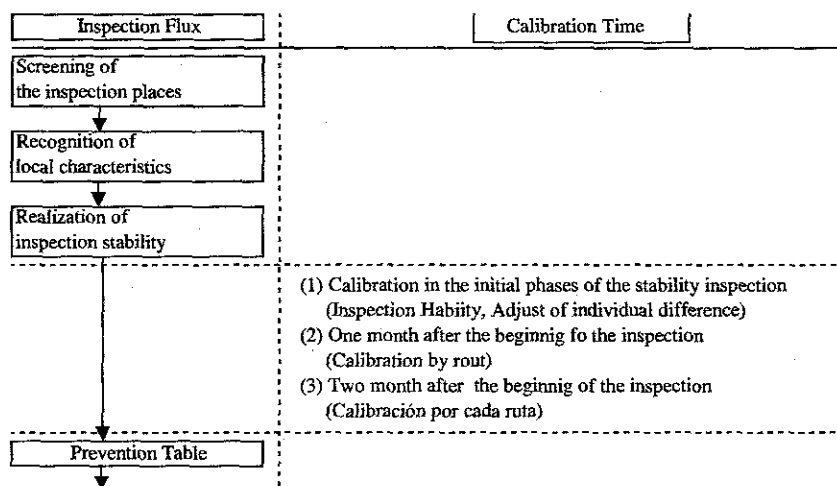 Inspection Flux
Calibration Time
Screening of
the inspection places
Recognition of
local characteristics
Realization of
inspection stability
(1) Calibration in the initial phases of the stability inspection
(Inspection Habiity, Adjust of individual difference)
(2) One month after the beginnig fo the inspection
(Calibration by rout)
(3) Two month after the beginnig of the inspection
(Calibración por cada ruta)
Prevention Table